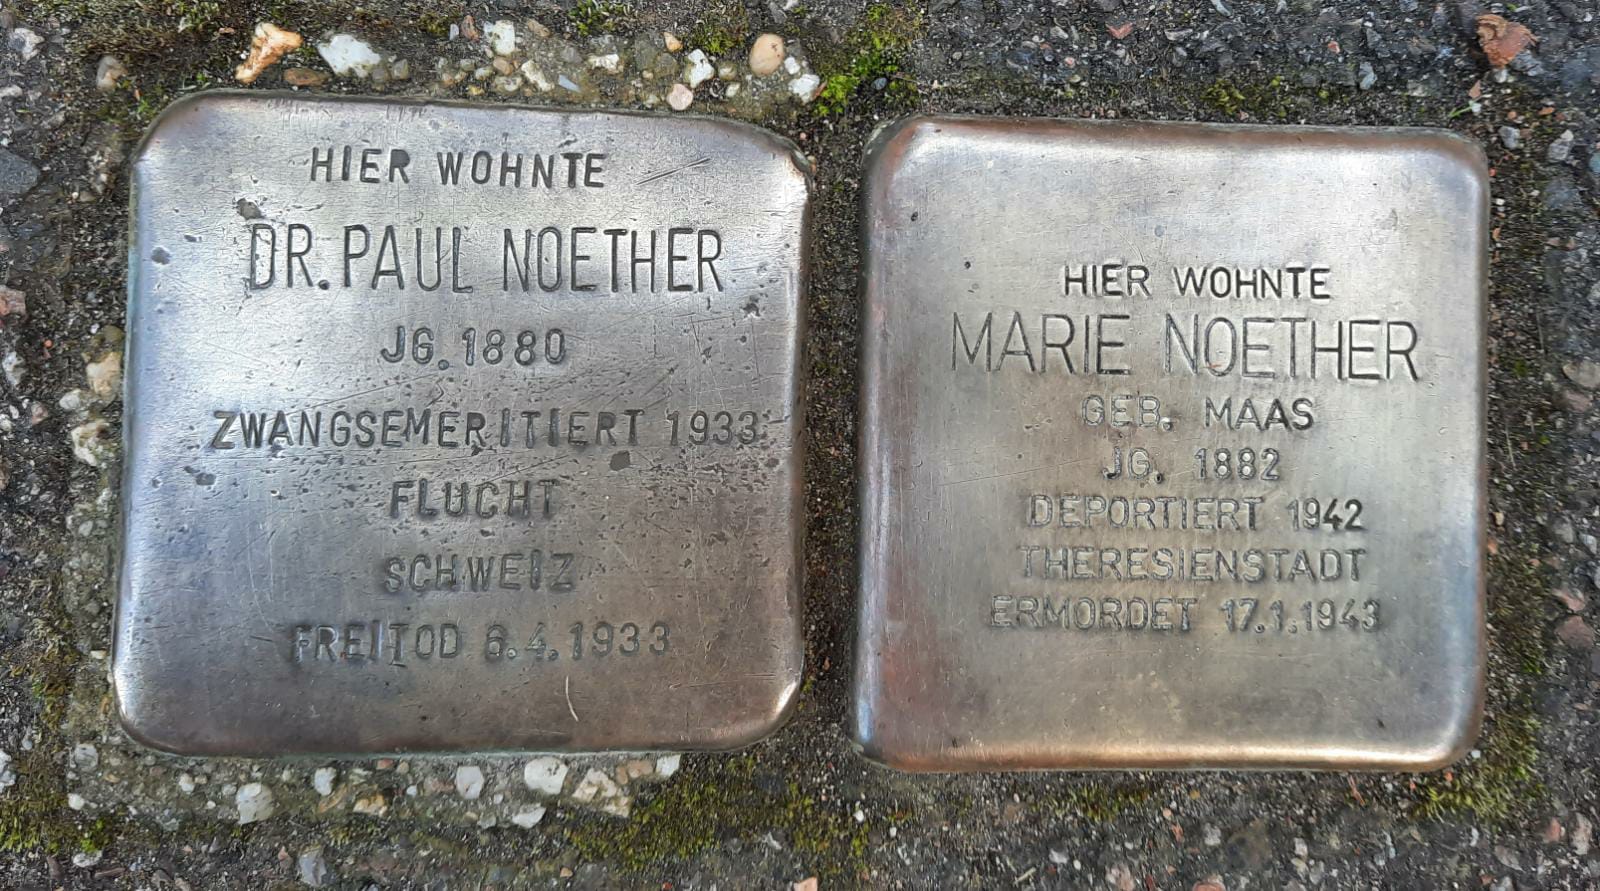 HIER WOHNTE
DR. PAUL NOETHER
JG. 1880
ZWANGSEMERITIERT 1933
FLUCHT
SCHWEIZ
FREITOD 6.4.1933
HIER WOHNTE
MARIE NOETHER
GEB. MAAS
JG. 1882
DEPORTIERT 1942
THERESIENSTADT
ERMORDET 17.1.1943